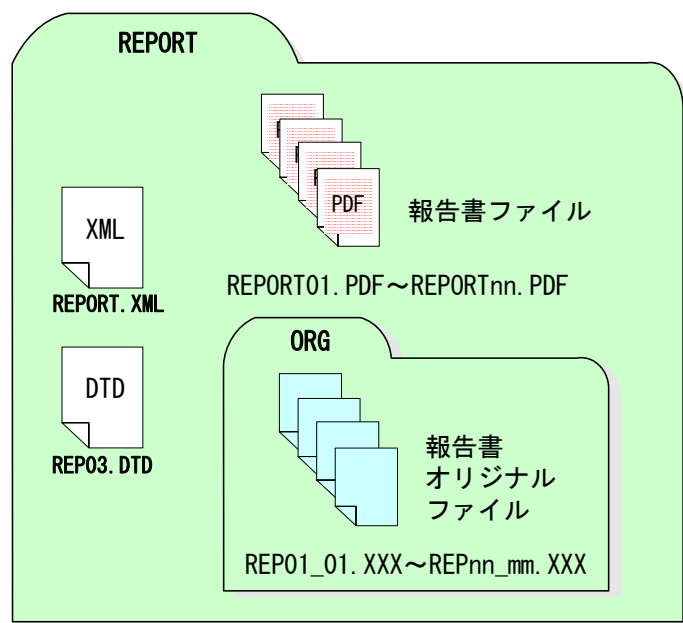 REPORT
PDF
報告書ファイル
XML
REPORT.XML
REPORT01.PDF～REPORTnn.PDF
ORG
DTD
REP03.DTD
報告書
オリジナル
ファイル
REP01_01.XXX～REPnn_mm.XXX